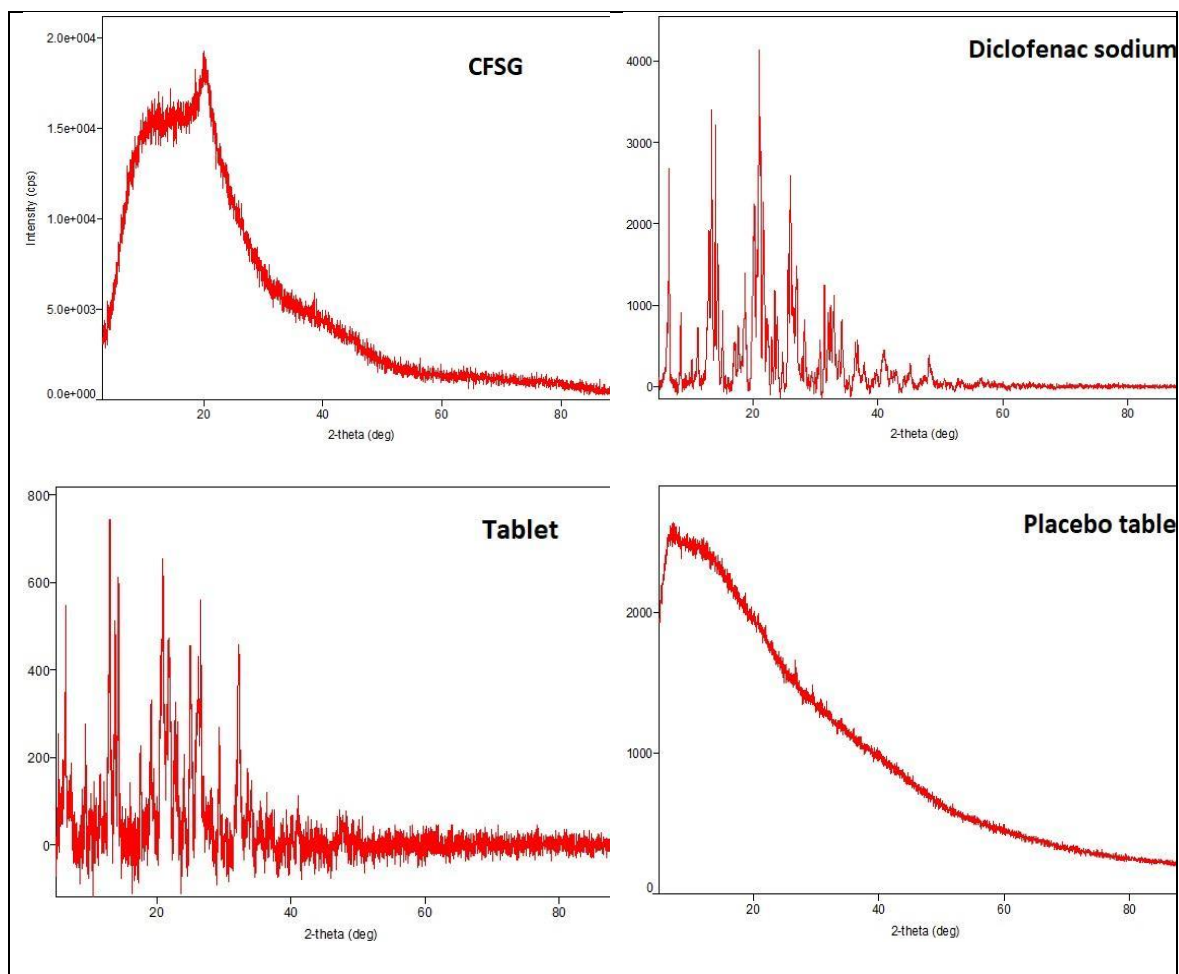 CFSG
2.0e+004
1.5e+004
1.0e+004
5.0e+003
0.0e+000
Intensity (cps)
20 40 60 80
2-theta (deg)
Diclofenac sodium
4000
3000
2000
1000
0
20 40 60 80
2-theta (deg)
Tablet
800
600
400
200
0
20 40 60 80
2-theta (deg)
Placebo table
2000
1000
0
20 40 60 80
2-theta (deg)